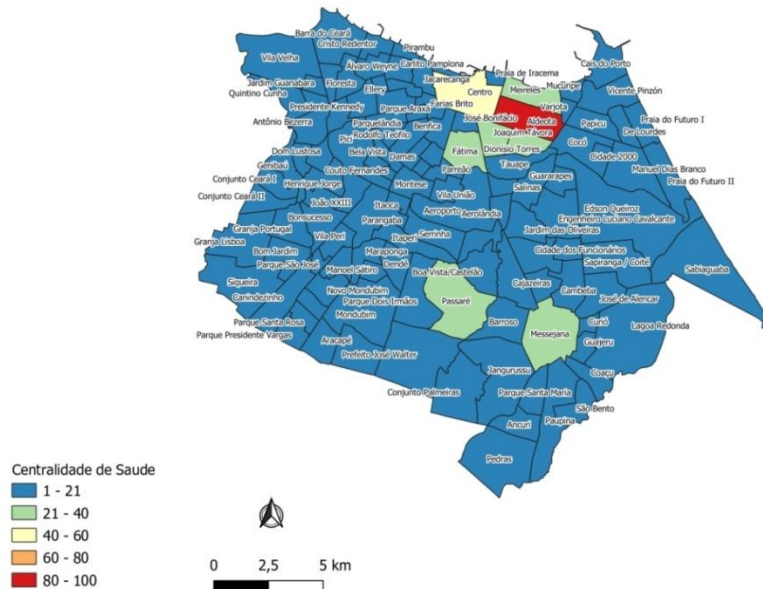 Barra do Ceará
Cristo Redentor
Pirambu
Vila Velha
Álvaro Weyne
Carlito Pamplona
Jacarecanga
Praia de Iracema
Cais do Porto
Jardim Guanabara
Floresta
Ellery
Centro
Meireles
Mucuripe
Vicente Pinzón
Quintino Cunha
Presidente Kennedy
Parque Araxá
Farias Brito
Varjota
Praia do Futuro I
Antônio Bezerra
Parquelândia
Benfica
José Bonifácio
Aldeota
Papicu
De Lourdes
Pici
Rodolfo Teófilo
Joaquim Távora
Cocó
Dom Lustosa
Bela Vista
Damas
Fátima
Dionísio Torres
Cidade 2000
Genibaú
Couto Fernandes
Parreão
Tauape
Guararapes
Manuel Dias Branco
Conjunto Ceará I
Henrique Jorge
Montese
Salinas
Praia do Futuro II
Conjunto Ceará II
João XXIII
Itaoca
Vila União
Edson Queiroz
Bonsucesso
Parangaba
Aeroporto
Aerolândia
Engenheiro Luciano Cavalcante
Granja Portugal
Vila Peri
Itaperi
Serrinha
Jardim das Oliveiras
Granja Lisboa
Bom Jardim
Maraponga
Cidade dos Funcionários
Parque São José
Manoel Sátiro
Dendê
Boa Vista/Castelão
Sapiranga / Coité
Sabiaguaba
Siqueira
Novo Mondubim
Cajazeiras
Cambeba
Canindezinho
Parque Dois Irmãos
Passaré
José de Alencar
Parque Santa Rosa
Mondubim
Barroso
Messejana
Curió
Lagoa Redonda
Parque Presidente Vargas
Aracapé
Guajeru
Prefeito José Walter
Jangurussu
Coaçu
Conjunto Palmeiras
Parque Santa Maria
São Bento
Ancuri
Paupina
Pedras
Centralidade de Saude
1 - 21
21 - 40
40 - 60
60 - 80
80 - 100
0 2,5 5 km